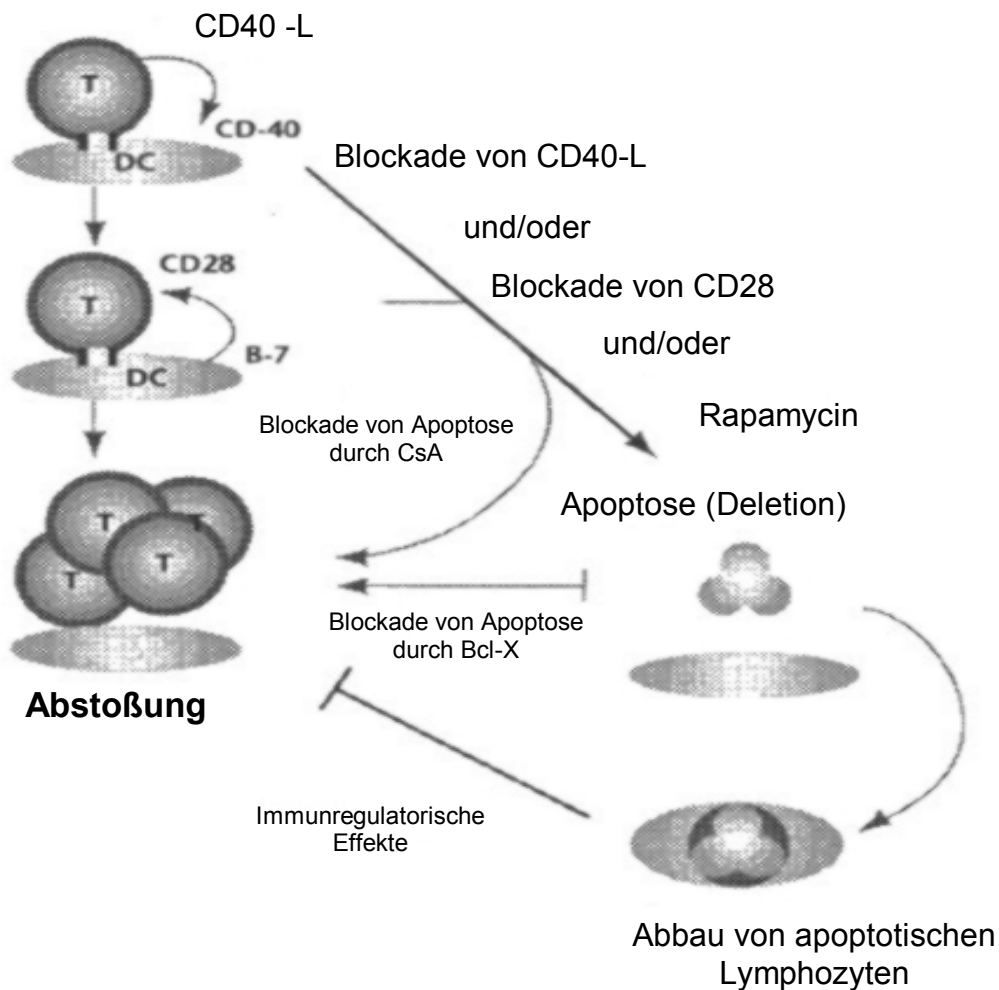 CD40 -L
T
CD-40
DC
Blockade von CD40-L
und/oder
CD28
T
Blockade von CD28
B-7
DC
und/oder
Rapamycin
Blockade von Apoptose
durch CsA
Apoptose (Deletion)
T
T
T
T
Blockade von Apoptose
durch Bcl-X
Abstoßung
Immunregulatorische
Effekte
Abbau von apoptotischen
Lymphozyten